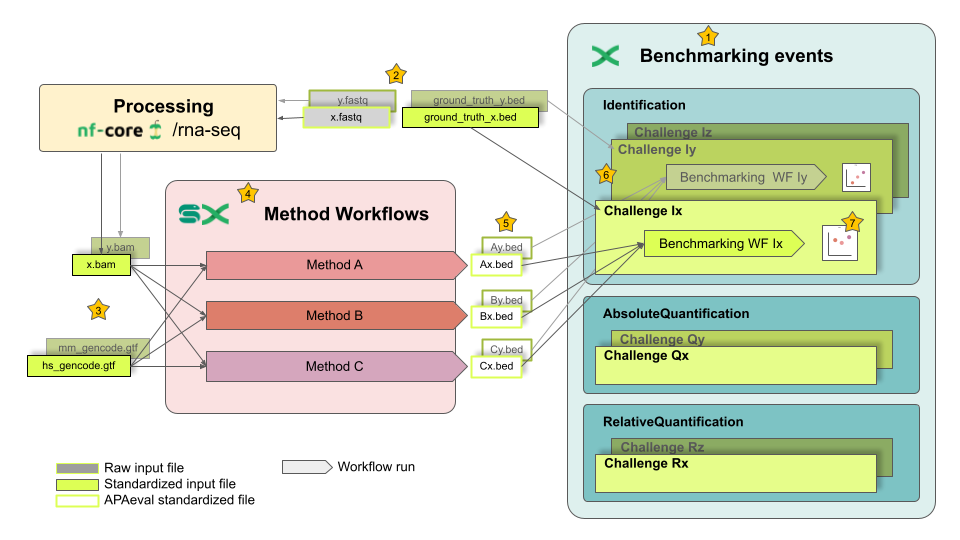 1
Benchmarking events
2
y.fastq
x.fastq
ground_truth_y.bed
ground_truth_x.bed
Processing
nf-core /rna-seq
Identification
Challenge Iz
Challenge Iy
Benchmarking WF Iy
6
Challenge Ix
Benchmarking WF Ix
7
4
Method Workflows
5
y.bam
x.bam
Method A
Ay.bed
Ax.bed
3
Method B
By.bed
Bx.bed
mm_gencode.gtf
hs_gencode.gtf
Method C
Cy.bed
Cx.bed
AbsoluteQuantification
Challenge Qy
Challenge Qx
RelativeQuantification
Challenge Rz
Challenge Rx
Raw input file
Standardized input file
APAeval standardized file
Workflow run